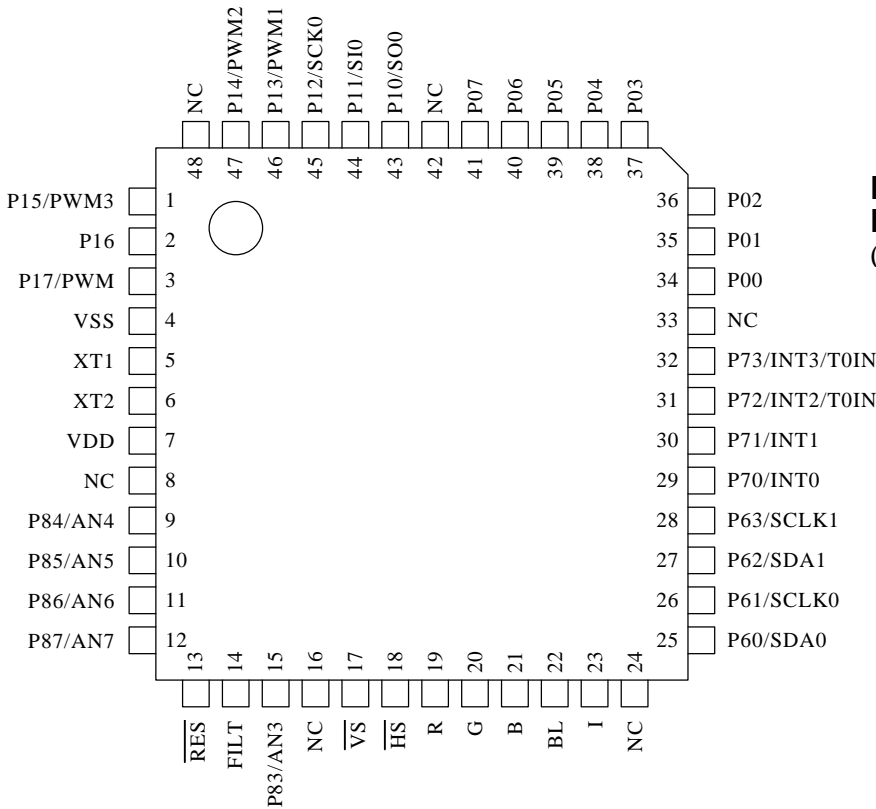 NC
P14/PWM2
P13/PWM1
P12/SCK0
P11/SI0
P10/SO0
NC
P07
P06
P05
P04
P03
48
47
46
45
44
43
42
41
40
39
38
37
P15/PWM3 1
P16 2
P17/PWM 3
VSS 4
XT1 5
XT2 6
VDD 7
NC 8
P84/AN4 9
P85/AN5 10
P86/AN6 11
P87/AN7 12
36 P02
35 P01
34 P00
33 NC
32 P73/INT3/T0IN
31 P72/INT2/T0IN
30 P71/INT1
29 P70/INT0
28 P63/SCLK1
27 P62/SDA1
26 P61/SCLK0
25 P60/SDA0
13
14
15
16
17
18
19
20
21
22
23
24
RES
FILT
P83/AN3
NC
VS
HS
R
G
B
BL
I
NC